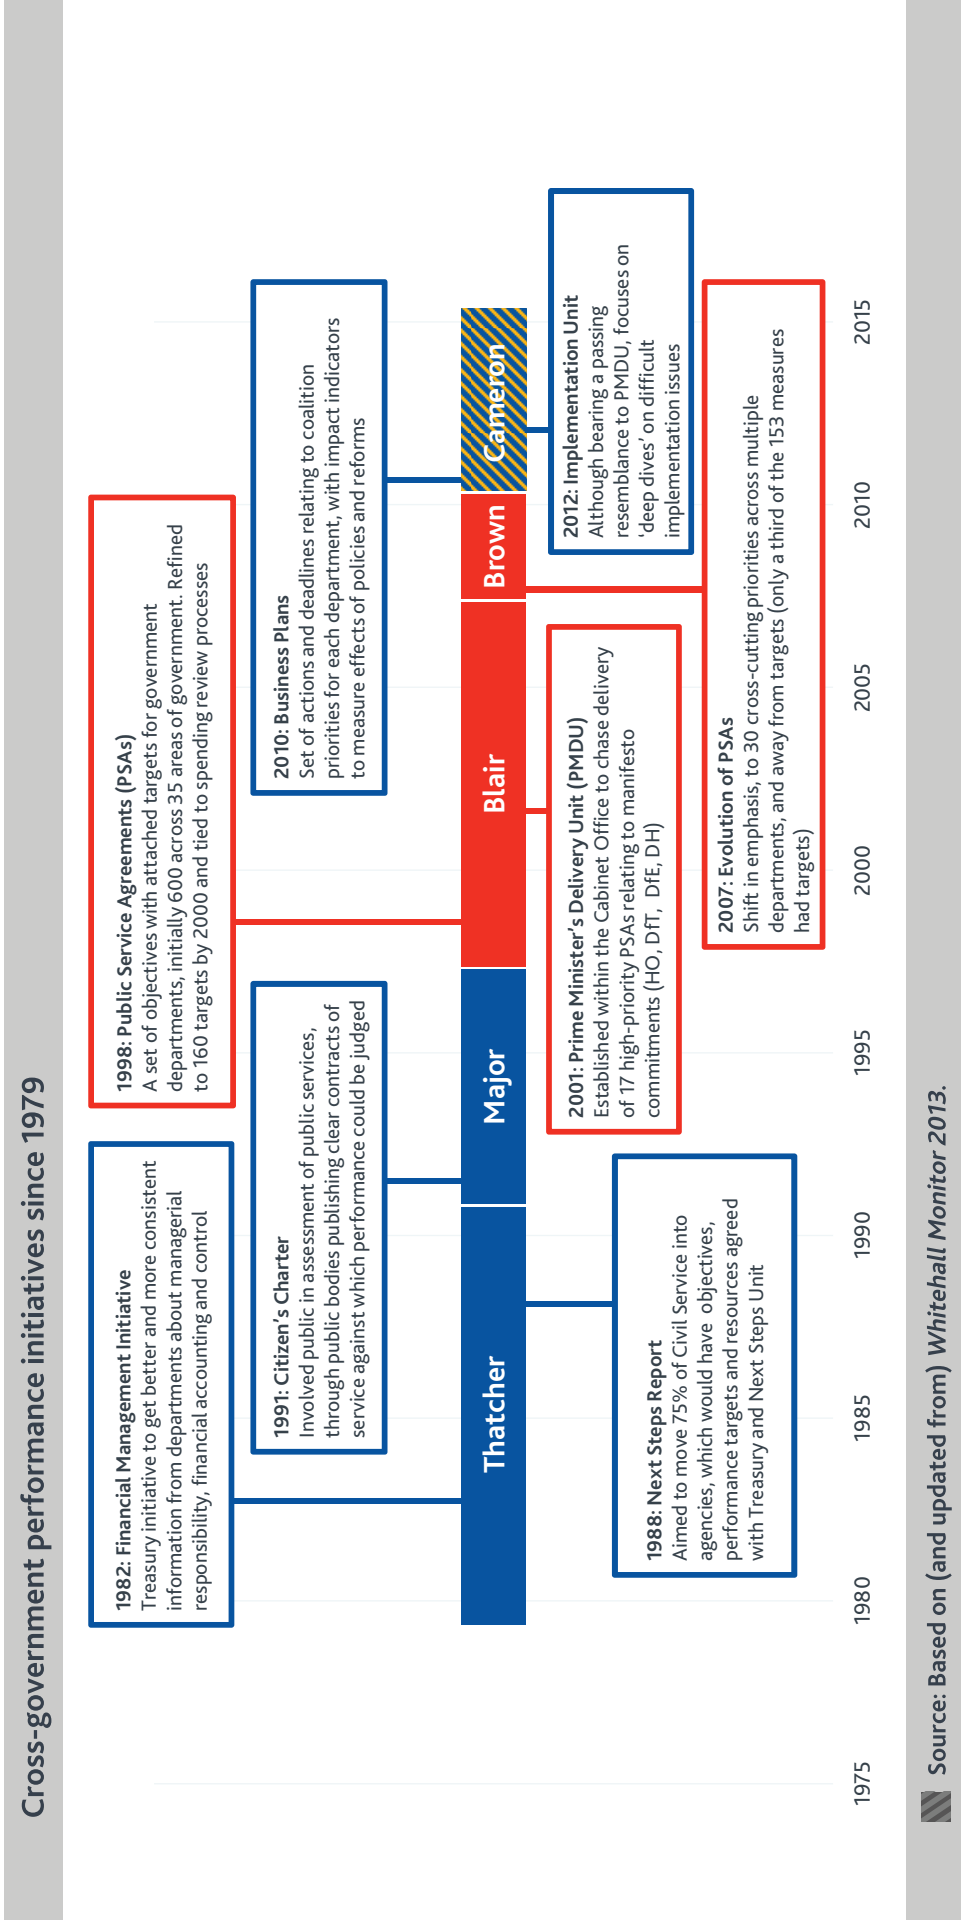 Cross-government performance initiatives since 1979
1982: Financial Management Initiative
Treasury initiative to get better and more consistent
information from departments about managerial
responsibility, financial accounting and control
1998: Public Service Agreements (PSAs)
A set of objectives with attached targets for government
departments, initially 600 across 35 areas of government. Refined
to 160 targets by 2000 and tied to spending review processes
1991: Citizen's Charter
Involved public in assessment of public services,
through public bodies publishing clear contracts of
service against which performance could be judged
2010: Business Plans
Set of actions and deadlines relating to coalition
priorities for each department, with impact indicators
to measure effects of policies and reforms
Thatcher
Major
Blair
Brown
Cameron
2001: Prime Minister's Delivery Unit (PMDU)
Established within the Cabinet Office to chase delivery
of 17 high-priority PSAs relating to manifesto
commitments (HO, DfT, DfE, DH)
2012: Implementation Unit
Although bearing a passing
resemblance to PMDU, focuses on
‘deep dives’ on difficult
implementation issues
1988: Next Steps Report
Aimed to move 75% of Civil Service into
agencies, which would have objectives,
performance targets and resources agreed
with Treasury and Next Steps Unit
2007: Evolution of PSAs
Shift in emphasis, to 30 cross-cutting priorities across multiple
departments, and away from targets (only a third of the 153 measures
had targets)
1975
1980
1985
1990
1995
2000
2005
2010
2015
Source: Based on (and updated from) Whitehall Monitor 2013.